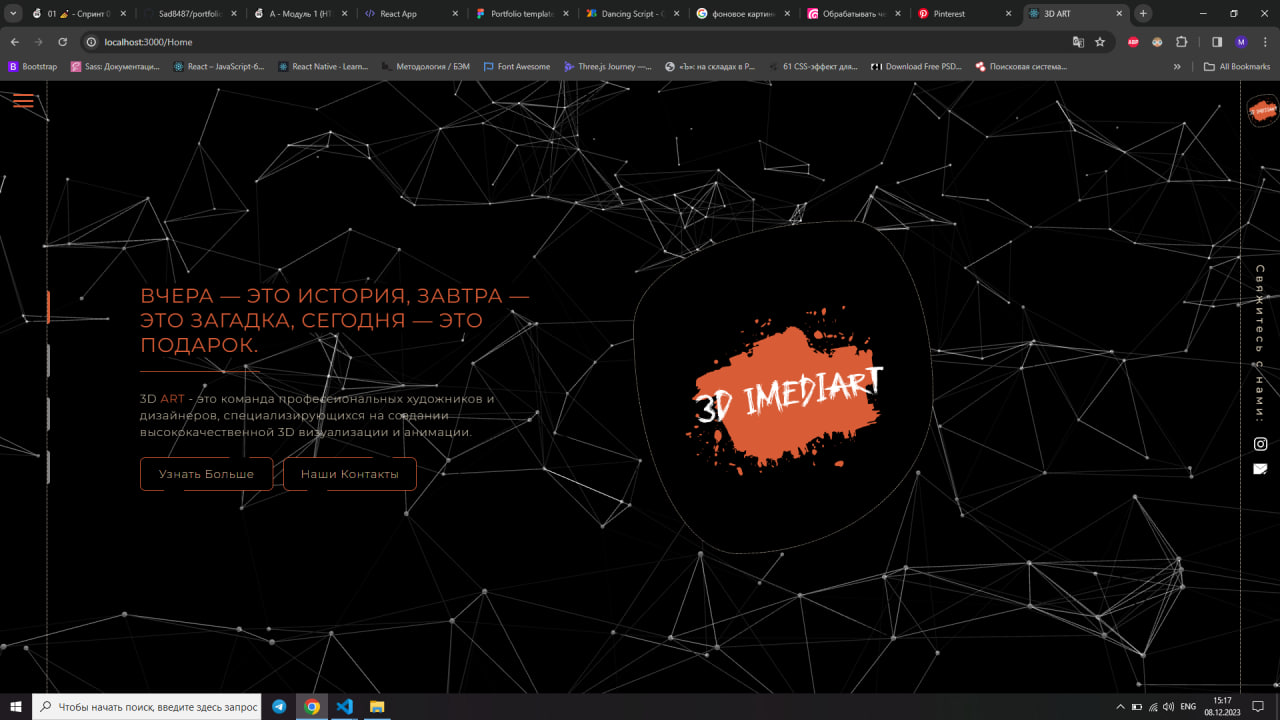 01 - Спринт 0
Sad8487/portfolio
А - Модуль 1 (HT
React App
Portfolio template
Dancing Script -
фоновое картин
Обрабатывать че
Pinterest
3D ART
localhost:3000/Home
Bootstrap
Sass: Документаци...
React – JavaScript-б...
React Native · Learn...
Методология / БЭМ
Font Awesome
Three.js Journey —...
«Ъ»: на складах в Р...
61 CSS-эффект для...
Download Free PSD...
Поисковая система...
All Bookmarks
ВЧЕРА — ЭТО ИСТОРИЯ, ЗАВТРА —
ЭТО ЗАГАДКА, СЕГОДНЯ — ЭТО
ПОДАРОК.
3D ART - это команда профессиональных художников и
дизайнеров, специализирующихся на создании
высококачественной 3D визуализации и анимации.
Узнать Больше
Наши Контакты
3D IMEDIART
Свяжитесь с нами:
Чтобы начать поиск, введите здесь запрос
ENG
15:17
08.12.2023